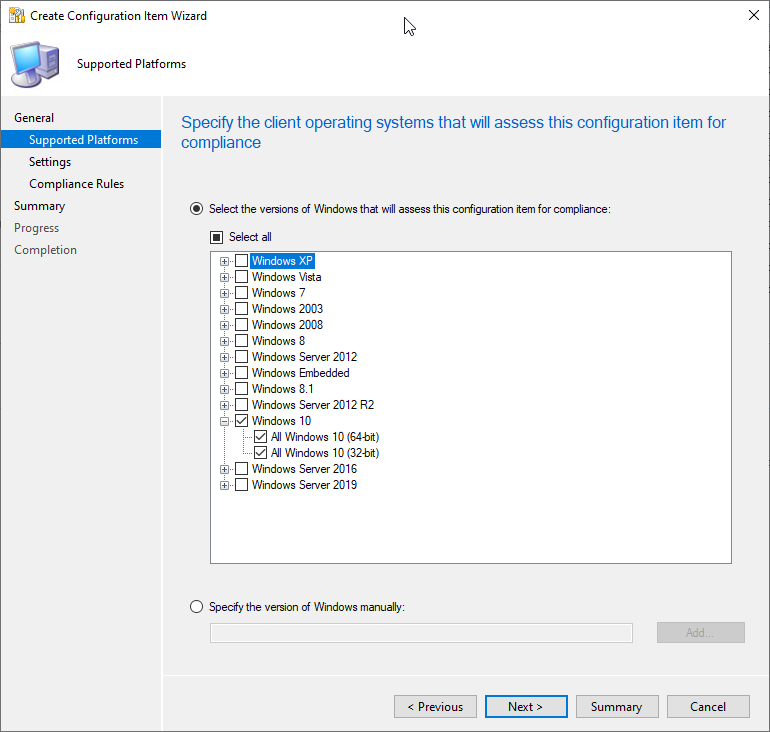 Create Configuration Item Wizard
Supported Platforms
General
Supported Platforms
Settings
Compliance Rules
Summary
Progress
Completion
Specify the client operating systems that will assess this configuration item for
compliance
Select the versions of Windows that will assess this configuration item for compliance:
Select all
Windows XP
Windows Vista
Windows 7
Windows 2003
Windows 2008
Windows 8
Windows Server 2012
Windows Embedded
Windows 8.1
Windows Server 2012 R2
Windows 10
All Windows 10 (64-bit)
All Windows 10 (32-bit)
Windows Server 2016
Windows Server 2019
Specify the version of Windows manually:
Add...
< Previous
Next >
Summary
Cancel